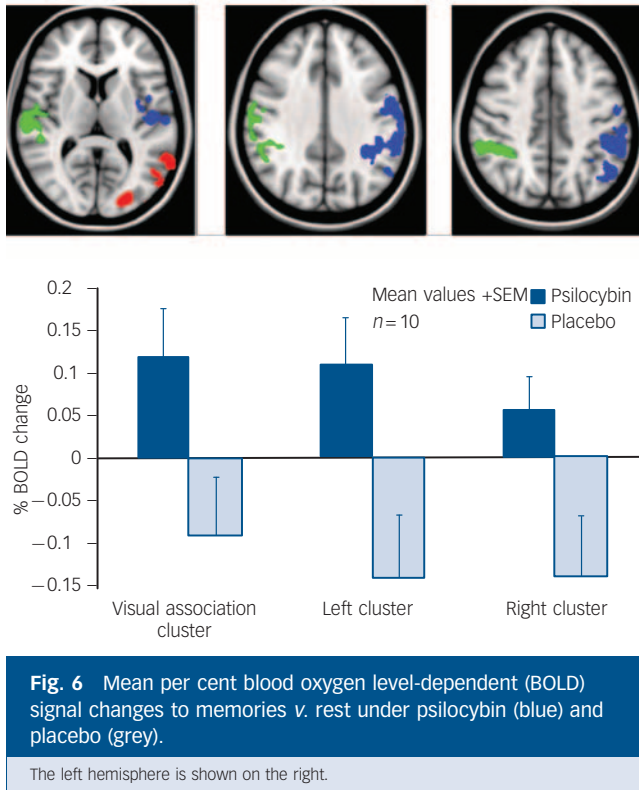 0.2
0.15
0.1
0.05
0
−0.05
−0.1
−0.15
% BOLD change
Mean values +SEM
n=10
Psilocybin
Placebo
Visual association
cluster
Left cluster
Right cluster
Fig. 6 Mean per cent blood oxygen level-dependent (BOLD)
signal changes to memories v. rest under psilocybin (blue) and
placebo (grey).
The left hemisphere is shown on the right.